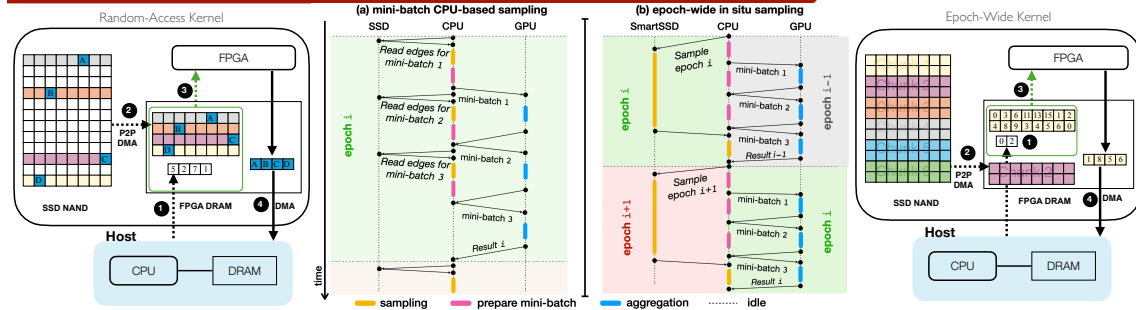 Random-Access Kernel
FPGA
A
B
C
D
3
2
P2P
DMA
A
B
C
D
5 2 7 1
A B C D
SSD NAND
1
FPGA DRAM
4 DMA
Host
CPU
DRAM
(a) mini-batch CPU-based sampling
SSD CPU GPU
epoch i
Read edges for
mini-batch 1
mini-batch 1
Read edges for
mini-batch 2
mini-batch 2
Read edges for
mini-batch 3
mini-batch 3
Result i
time
(b) epoch-wide in situ sampling
SmartSSD CPU GPU
epoch i
Sample
epoch i
mini-batch 1
mini-batch 2
mini-batch 3
Result i-1
epoch i-1
epoch i+1
Sample
epoch i+1
mini-batch 1
mini-batch 2
mini-batch 3
Result i
epoch i
sampling prepare mini-batch aggregation idle
Epoch-Wide Kernel
FPGA
3
0 3 6 11 13 15 1 2
4 8 9 3 4 5 6 0
0 2
1
2
P2P
DMA
1 8 5 6
SSD NAND
FPGA DRAM
4 DMA
Host
CPU
DRAM